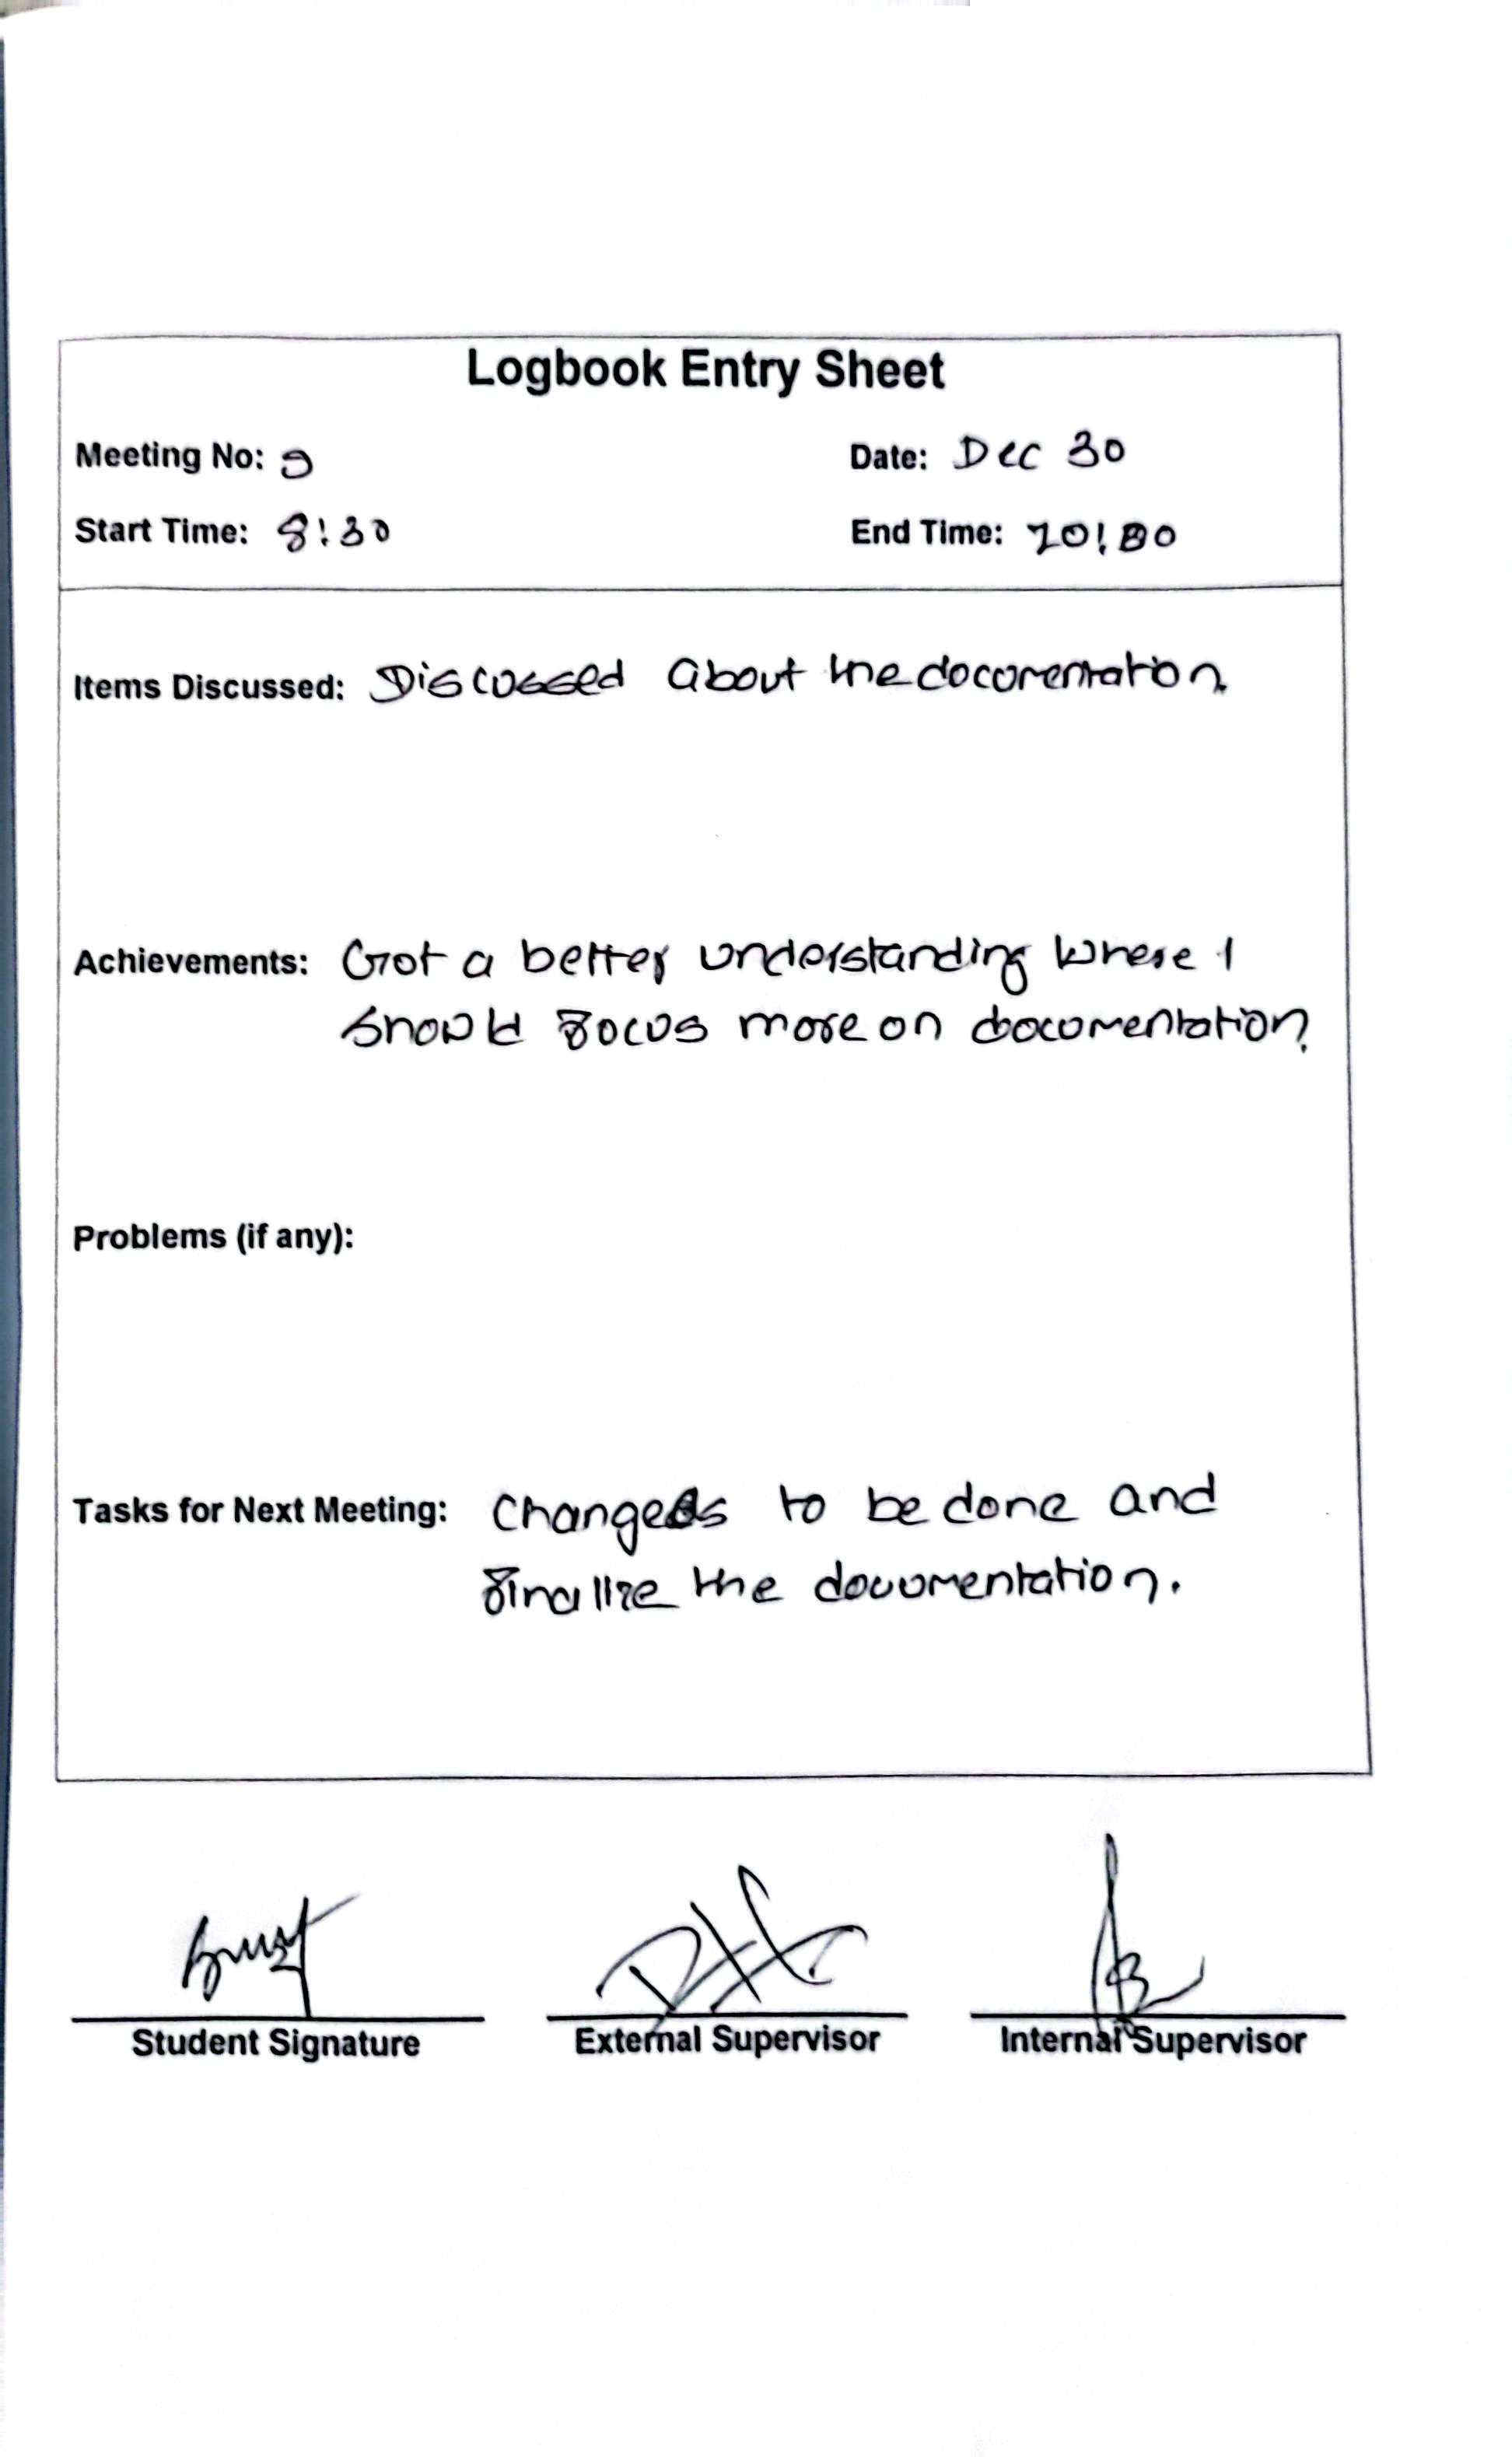 Logbook Entry Sheet
Meeting No: 9 Date: Dec 30
Start Time: 8:30 End Time: 10:
Items Discussed: Discussed about the documentation.
Achievements: Got a better understanding where I
should focus more on documentation.
Problems (if any):
Tasks for Next Meeting: Changes to be done and
finalize the documentation.
Student Signature External Supervisor Internal Supervisor